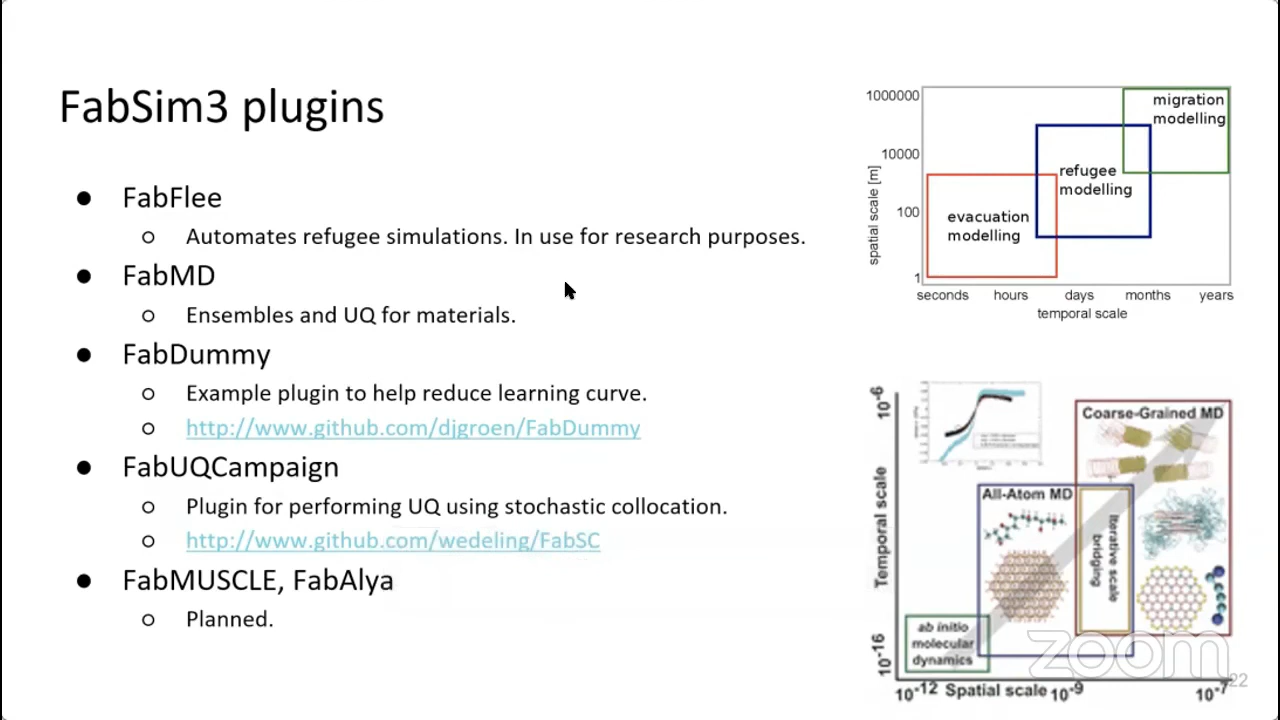 FabSim3 plugins
● FabFlee
○ Automates refugee simulations. In use for research purposes.
● FabMD
○ Ensembles and UQ for materials.
● FabDummy
○ Example plugin to help reduce learning curve.
○ http://www.github.com/djgroen/FabDummy
● FabUQCampaign
○ Plugin for performing UQ using stochastic collocation.
○ http://www.github.com/wedeling/FabSC
● FabMUSCLE, FabAlya
○ Planned.
1000000
10000
100
1
spatial scale [m]
migration
modelling
refugee
modelling
evacuation
modelling
seconds hours days months years
temporal scale
10-6
Temporal scale
10-16
Coarse-Grained MD
All-Atom MD
Iterative scale
bridging
ab initio
molecular
dynamics
10-12 Spatial scale 10-9 10-7
zoom
22